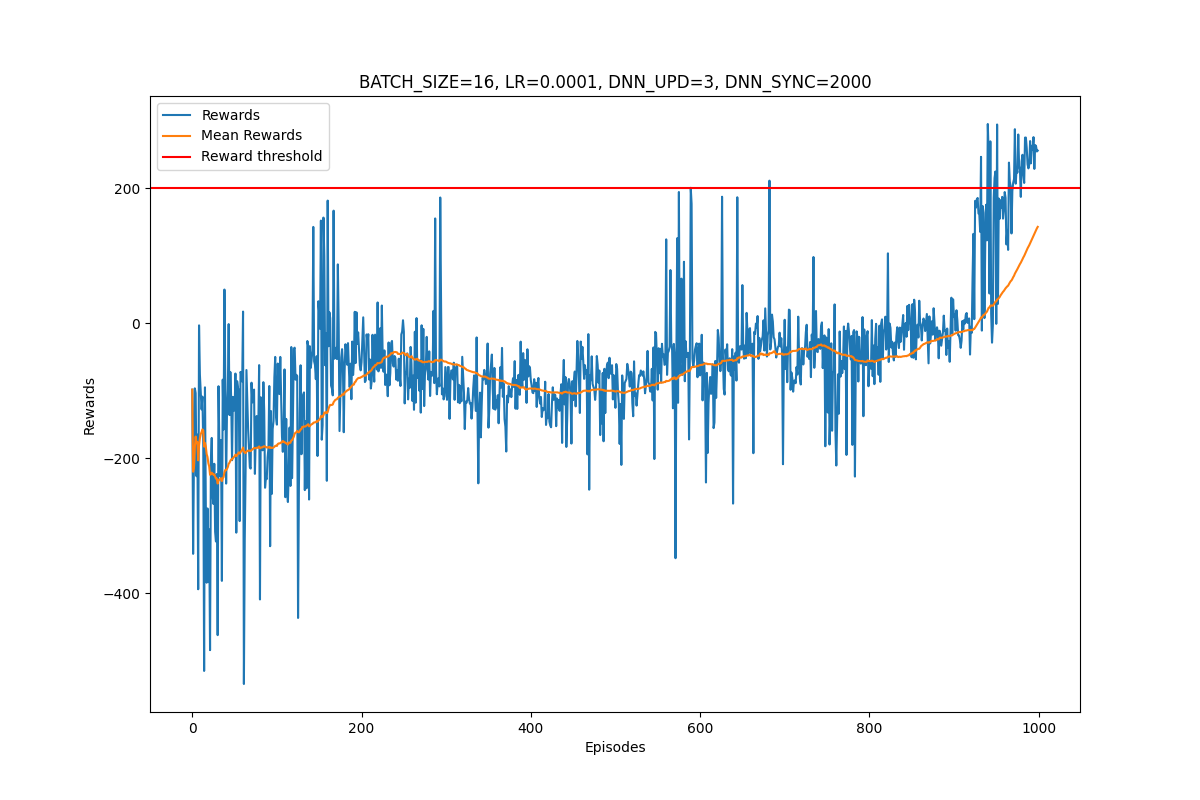 BATCH_SIZE=16, LR=0.0001, DNN_UPD=3, DNN_SYNC=2000
Rewards
Mean Rewards
Reward threshold
200
0
−200
−400
Rewards
0
200
400
600
800
1000
Episodes